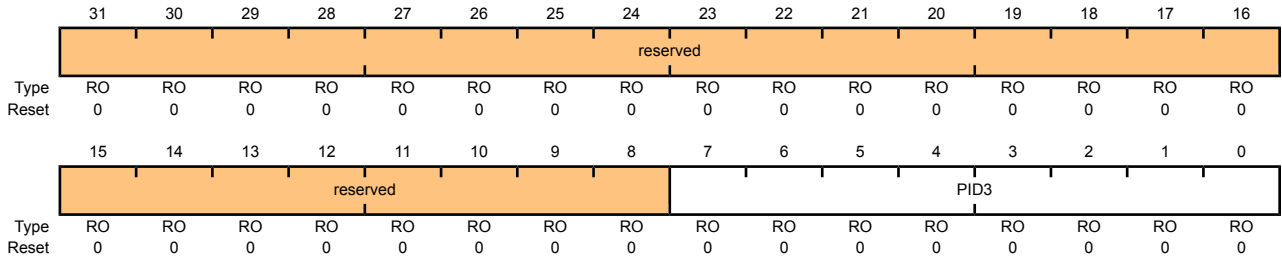 31 30 29 28 27 26 25 24 23 22 21 20 19 18 17 16
reserved
Type RO RO RO RO RO RO RO RO RO RO RO RO RO RO RO RO
Reset 0 0 0 0 0 0 0 0 0 0 0 0 0 0 0 0
15 14 13 12 11 10 9 8 7 6 5 4 3 2 1 0
reserved PID3
Type RO RO RO RO RO RO RO RO RO RO RO RO RO RO RO RO
Reset 0 0 0 0 0 0 0 0 0 0 0 0 0 0 0 0